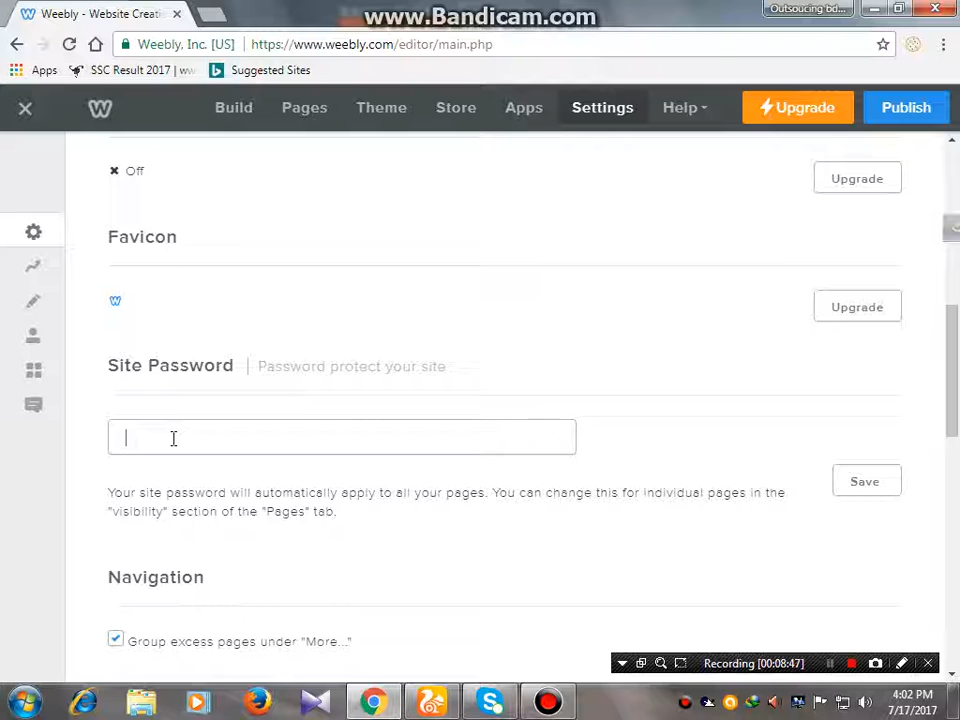 Weebly - Website Creati
www.Bandicam.com
Outsoucing bd...
Weebly, Inc. [US] https://www.weebly.com/editor/main.php
Apps SSC Result 2017 | ww Suggested Sites
Build Pages Theme Store Apps Settings Help Upgrade Publish
Off
Upgrade
Favicon
Upgrade
Site Password | Password protect your site
Save
Your site password will automatically apply to all your pages. You can change this for individual pages in the
"visibility" section of the "Pages" tab.
Navigation
Group excess pages under "More..."
Recording [00:08:47]
4:02 PM
7/17/2017